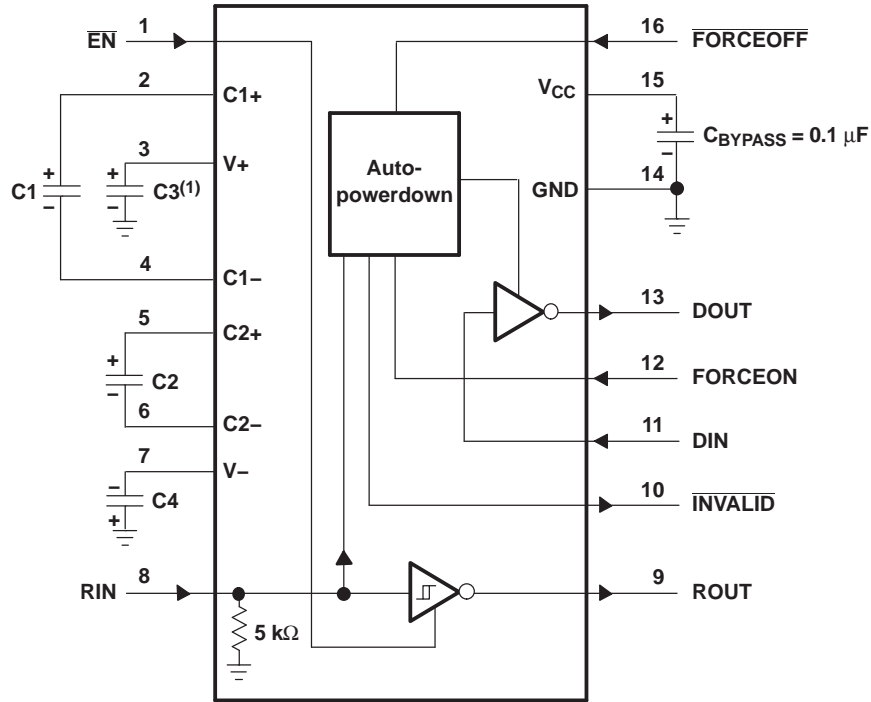 EN 1
2 C1+
3 V+
C1 + −
+ − C3(1)
4 C1−
5 C2+
+ − C2
6 C2−
7 V−
− + C4
RIN 8
5 kΩ
Auto-
powerdown
16 FORCEOFF
VCC 15
+ − CBYPASS = 0.1 μF
GND 14
13 DOUT
12 FORCEON
11 DIN
10 INVALID
9 ROUT